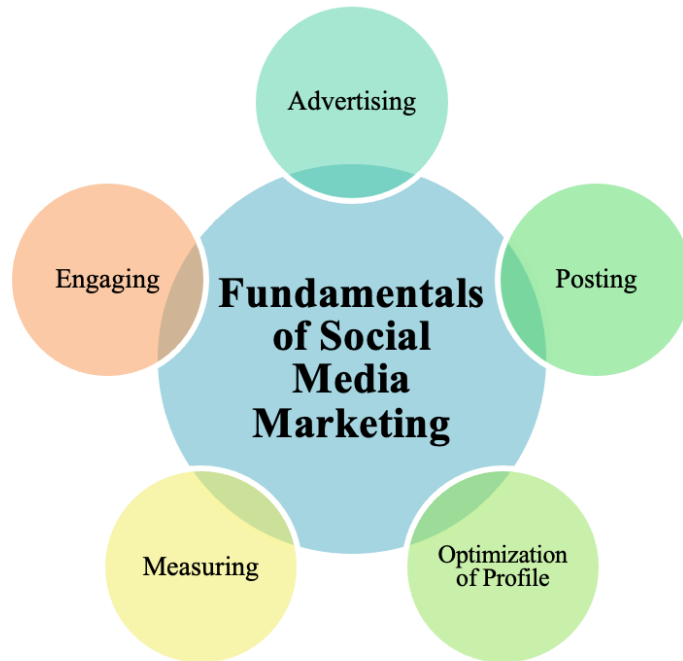 Advertising
Engaging
Posting
Fundamentals
of Social
Media
Marketing
Measuring
Optimization
of Profile